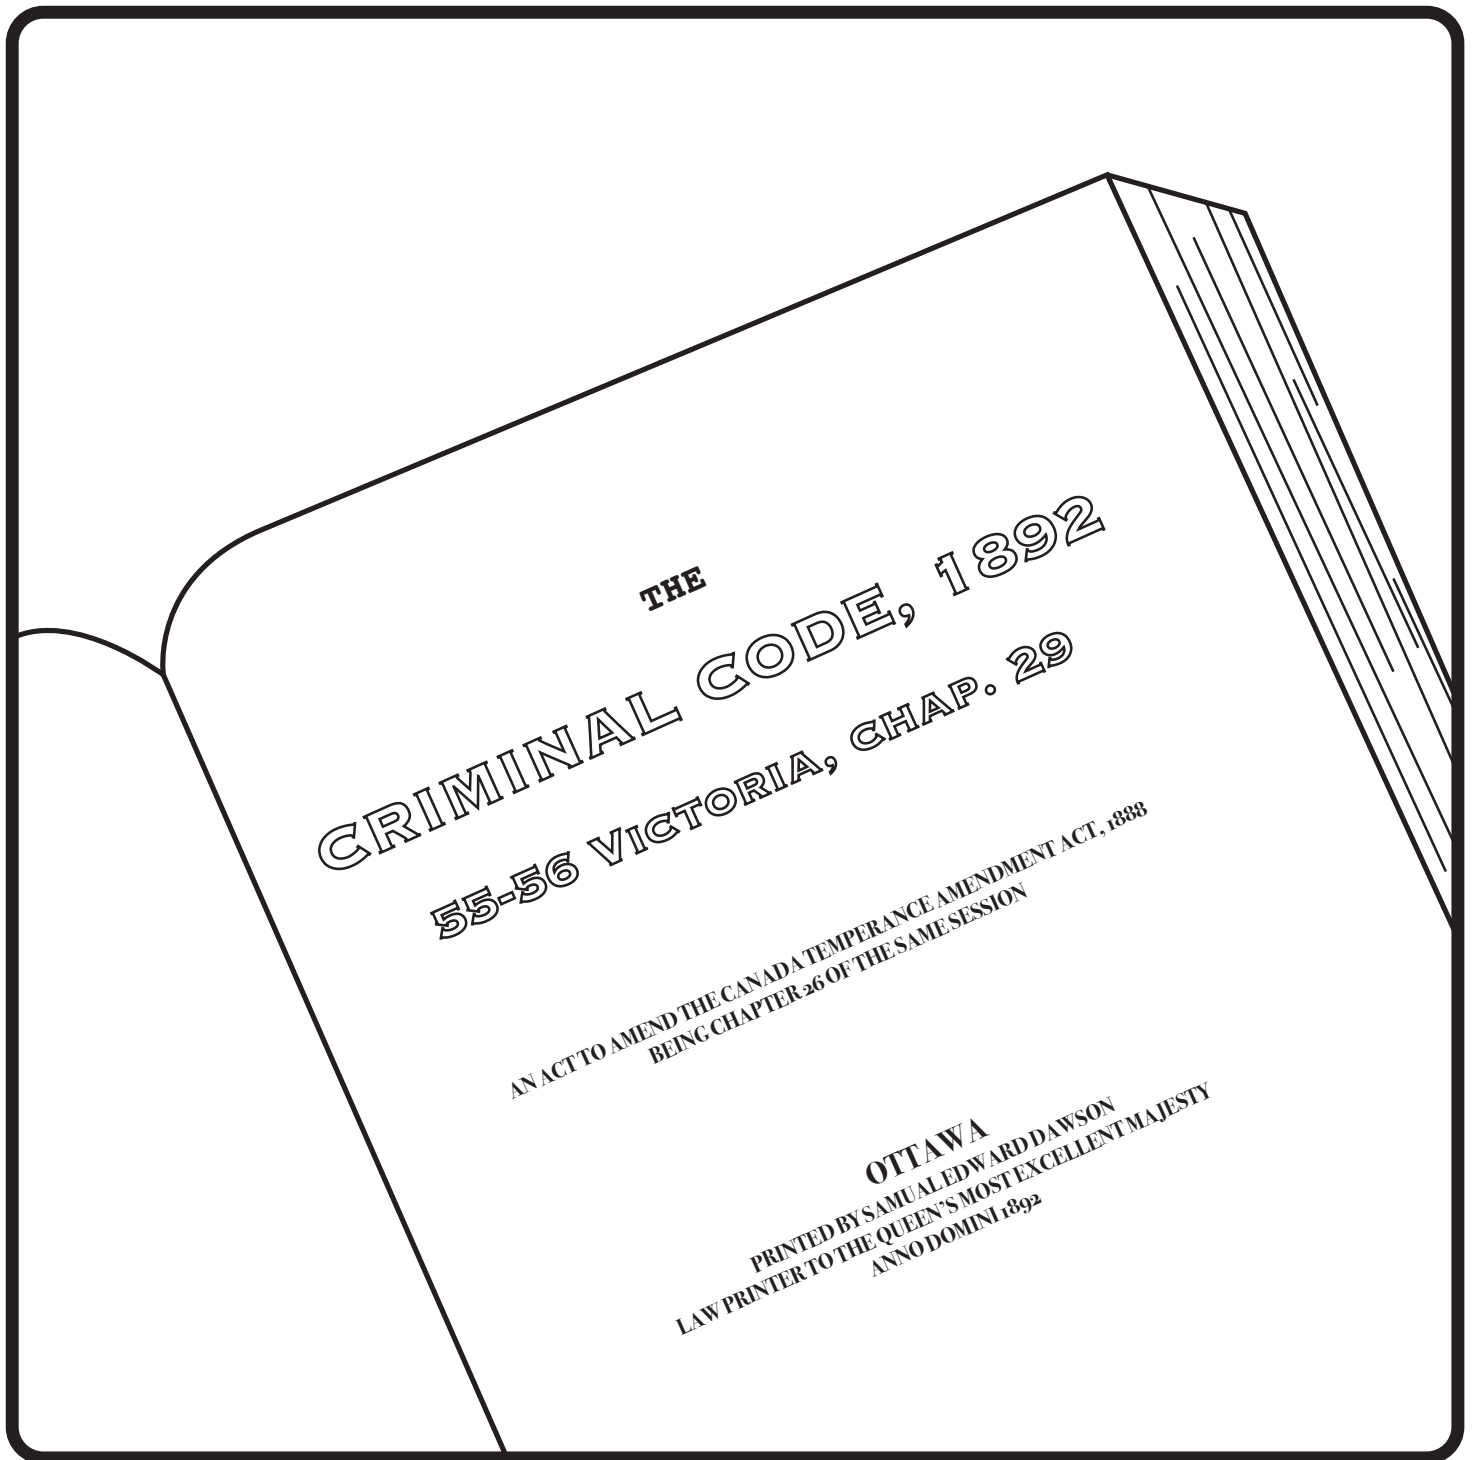 THE
CRIMINAL CODE, 1892
55-56 VICTORIA, CHAP. 29
AN ACT TO AMEND THE CANADA TEMPERANCE AMENDMENT ACT, 1888
BEING CHAPTER 26 OF THE SAME SESSION
OTTAWA
PRINTED BY SAMUAL EDWARD DAWSON
LAW PRINTER TO THE QUEEN'S MOST EXCELLENT MAJESTY
ANNO DOMINI 1892